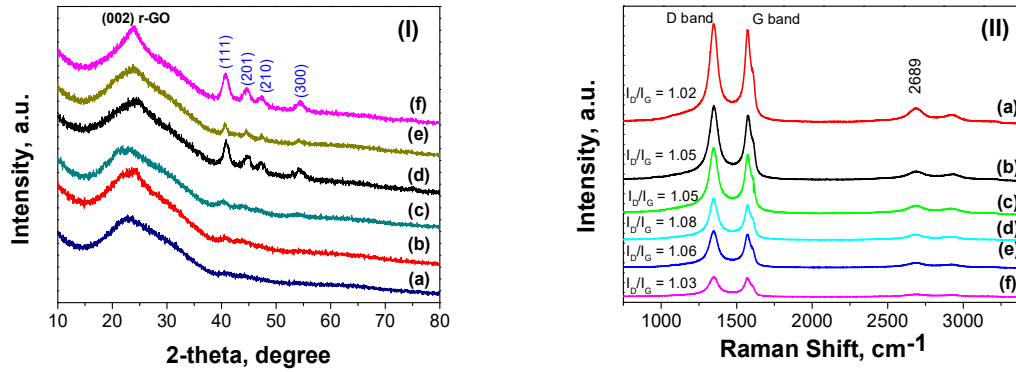 (002) r-GO
(I)
(111)
(201)
(210)
(300)
(f)
(e)
(d)
(c)
(b)
(a)
Intensity, a.u.
10 20 30 40 50 60 70 80
2-theta, degree
D band G band
(II)
2689
I_D/I_G = 1.02
(a)
I_D/I_G = 1.05
(b)
I_D/I_G = 1.05
(c)
I_D/I_G = 1.08
(d)
I_D/I_G = 1.06
(e)
I_D/I_G = 1.03
(f)
Intensity, a.u.
1000 1500 2000 2500 3000
Raman Shift, cm⁻¹